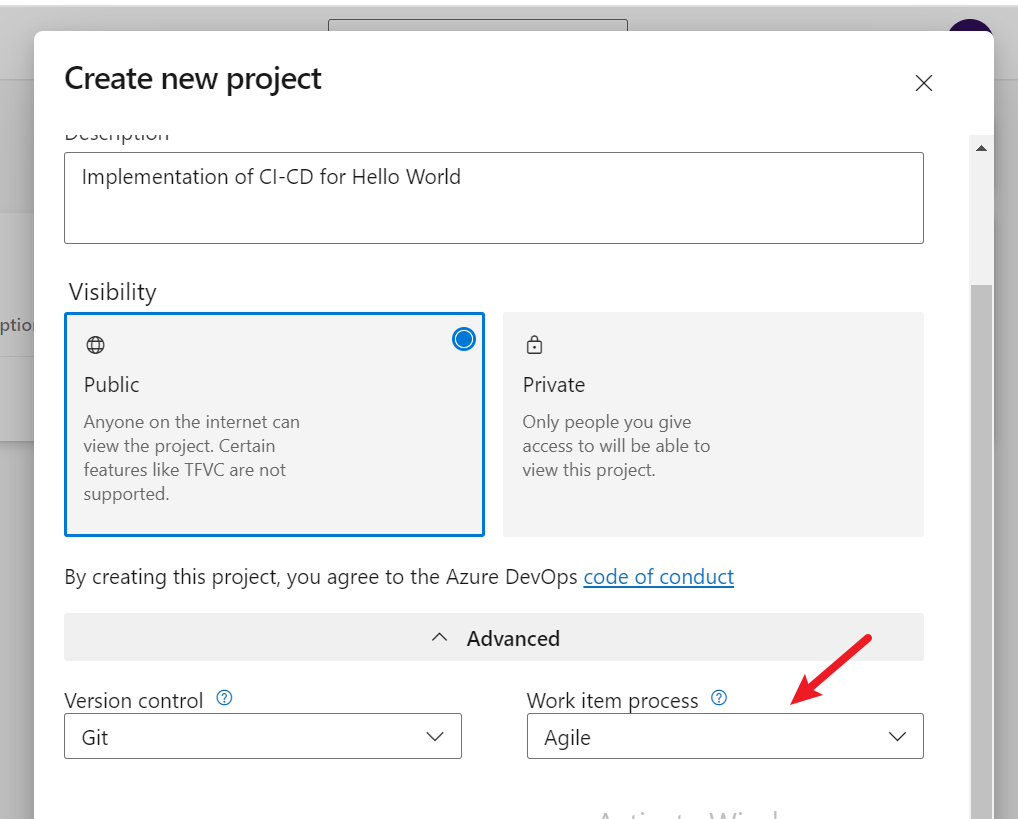 Create new project
Description
Implementation of CI-CD for Hello World
Visibility
Public
Anyone on the internet can
view the project. Certain
features like TFVC are not
supported.
Private
Only people you give
access to will be able to
view this project.
By creating this project, you agree to the Azure DevOps code of conduct
Advanced
Version control
Work item process
Git
Agile